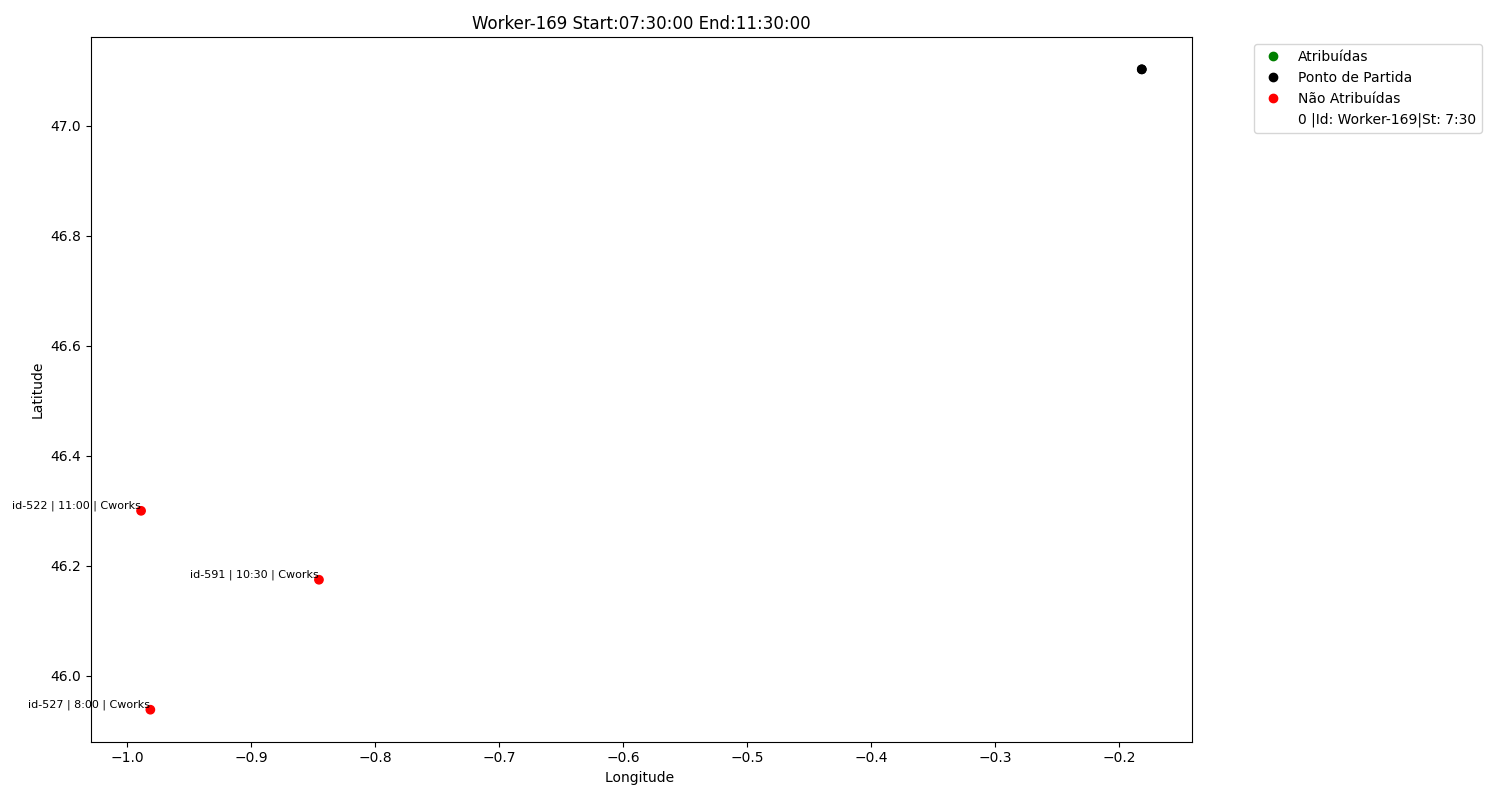 Worker-169 Start:07:30:00 End:11:30:00
Atribuídas
Ponto de Partida
Não Atribuídas
0 |Id: Worker-169|St: 7:30
47.0
46.8
46.6
46.4
46.2
46.0
Latitude
id-522 | 11:00 | Cworks
id-591 | 10:30 | Cworks
id-527 | 8:00 | Cworks
−1.0 −0.9 −0.8 −0.7 −0.6 −0.5 −0.4 −0.3 −0.2
Longitude